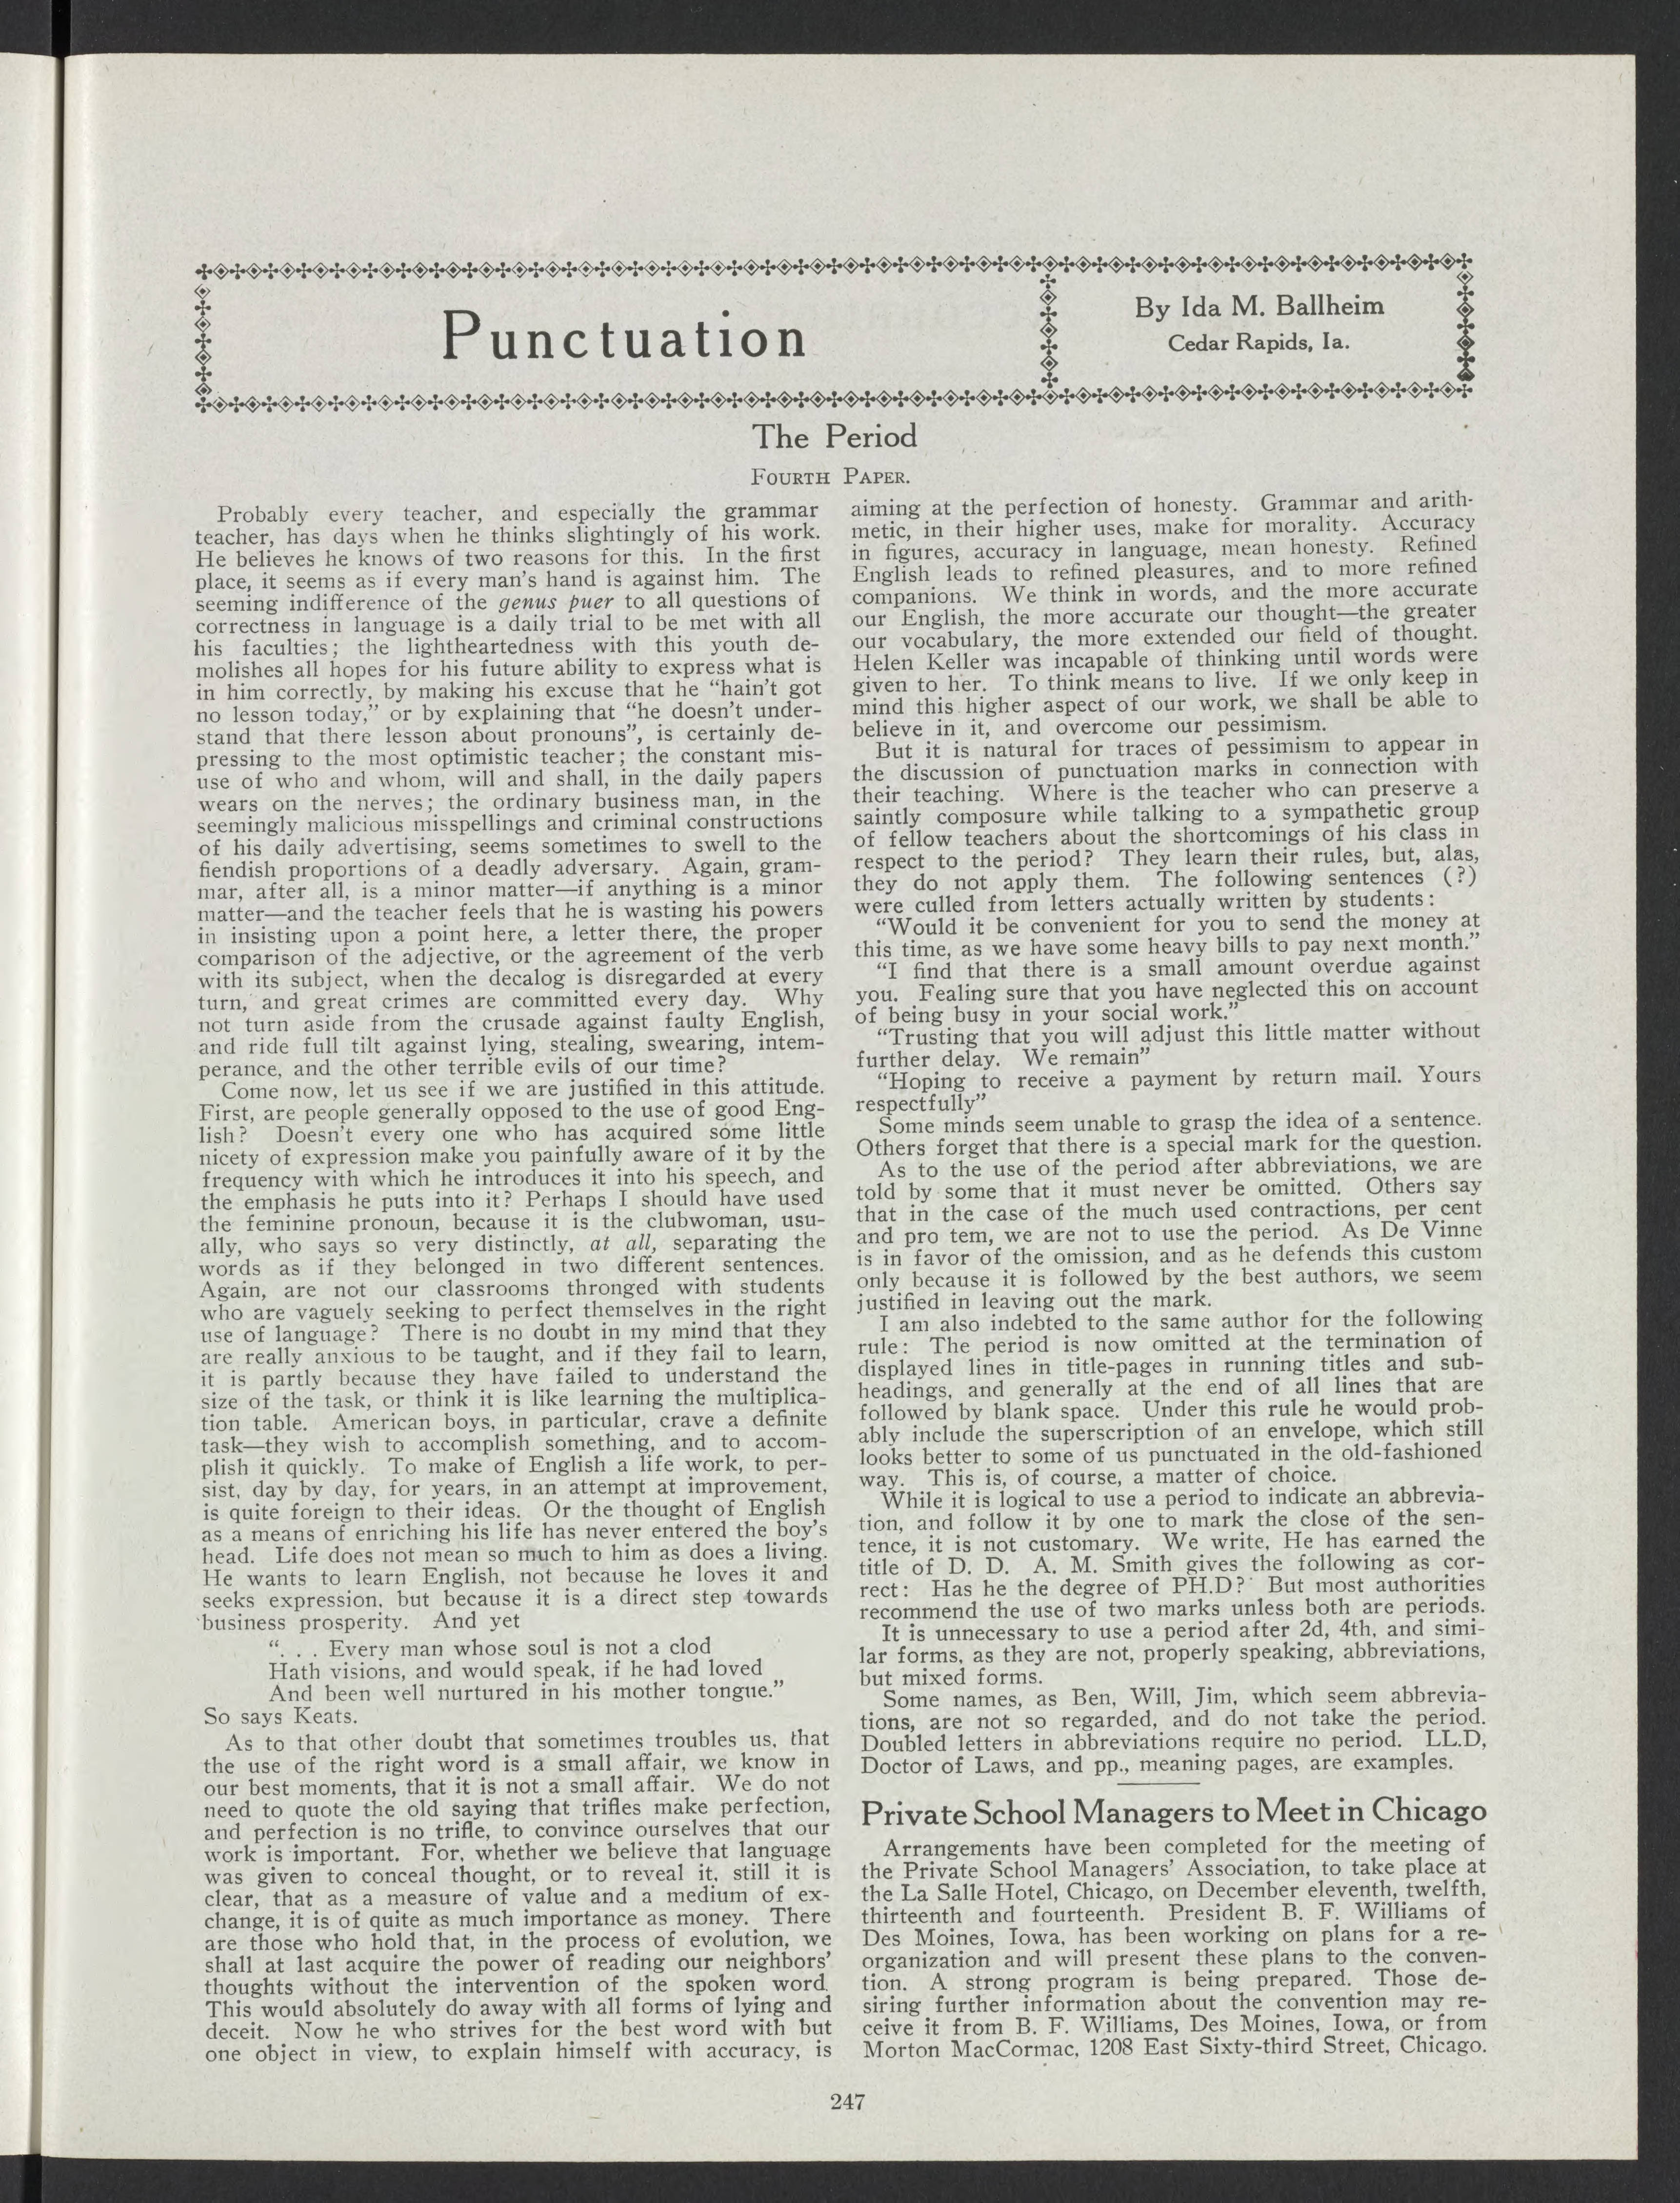 Punctuation
By Ida M. Ballheim
Cedar Rapids, Ia.
The Period
FOURTH PAPER.
Probably every teacher, and especially the grammar
teacher, has days when he thinks slightingly of his work.
He believes he knows of two reasons for this. In the first
place, it seems as if every man's hand is against him. The
seeming indifference of the genus puer to all questions of
correctness in language is a daily trial to be met with all
his faculties; the lightheartedness with this youth de-
molishes all hopes for his future ability to express what is
in him correctly, by making his excuse that he “hain't got
no lesson today,” or by explaining that “he doesn't under-
stand that there lesson about pronouns”, is certainly de-
pressing to the most optimistic teacher; the constant mis-
use of who and whom, will and shall, in the daily papers
wears on the nerves; the ordinary business man, in the
seemingly malicious misspellings and criminal constructions
of his daily advertising, seems sometimes to swell to the
fiendish proportions of a deadly adversary. Again, gram-
mar, after all, is a minor matter—if anything is a minor
matter—and the teacher feels that he is wasting his powers
in insisting upon a point here, a letter there, the proper
comparison of the adjective, or the agreement of the verb
with its subject, when the decalog is disregarded at every
turn, and great crimes are committed every day. Why
not turn aside from the crusade against faulty English,
and ride full tilt against lying, stealing, swearing, intem-
perance, and the other terrible evils of our time?
Come now, let us see if we are justified in this attitude.
First, are people generally opposed to the use of good Eng-
lish? Doesn't every one who has acquired some little
nicety of expression make you painfully aware of it by the
frequency with which he introduces it into his speech, and
the emphasis he puts into it? Perhaps I should have used
the feminine pronoun, because it is the clubwoman, usu-
ally, who says so very distinctly, at all, separating the
words as if they belonged in two different sentences.
Again, are not our classrooms thronged with students
who are vaguely seeking to perfect themselves in the right
use of language? There is no doubt in my mind that they
are really anxious to be taught, and if they fail to learn,
it is partly because they have failed to understand the
size of the task, or think it is like learning the multiplica-
tion table. American boys, in particular, crave a definite
task—they wish to accomplish something, and to accom-
plish it quickly. To make of English a life work, to per-
sist, day by day, for years, in an attempt at improvement,
is quite foreign to their ideas. Or the thought of English
as a means of enriching his life has never entered the boy's
head. Life does not mean so much to him as does a living.
He wants to learn English, not because he loves it and
seeks expression, but because it is a direct step towards
business prosperity. And yet
“. . . Every man whose soul is not a clod
Hath visions, and would speak, if he had loved
And been well nurtured in his mother tongue.”
So says Keats.
As to that other doubt that sometimes troubles us, that
the use of the right word is a small affair, we know in
our best moments, that it is not a small affair. We do not
need to quote the old saying that trifles make perfection,
and perfection is no trifle, to convince ourselves that our
work is important. For, whether we believe that language
was given to conceal thought, or to reveal it, still it is
clear, that as a measure of value and a medium of ex-
change, it is of quite as much importance as money. There
are those who hold that, in the process of evolution, we
shall at last acquire the power of reading our neighbors'
thoughts without the intervention of the spoken word.
This would absolutely do away with all forms of lying and
deceit. Now he who strives for the best word with but
one object in view, to explain himself with accuracy, is
aiming at the perfection of honesty. Grammar and arith-
metic, in their higher uses, make for morality. Accuracy
in figures, accuracy in language, mean honesty. Refined
English leads to refined pleasures, and to more refined
companions. We think in words, and the more accurate
our English, the more accurate our thought—the greater
our vocabulary, the more extended our field of thought.
Helen Keller was incapable of thinking until words were
given to her. To think means to live. If we only keep in
mind this higher aspect of our work, we shall be able to
believe in it, and overcome our pessimism.
But it is natural for traces of pessimism to appear in
the discussion of punctuation marks in connection with
their teaching. Where is the teacher who can preserve a
saintly composure while talking to a sympathetic group
of fellow teachers about the shortcomings of his class in
respect to the period? They learn their rules, but, alas,
they do not apply them. The following sentences (?)
were culled from letters actually written by students:
“Would it be convenient for you to send the money at
this time, as we have some heavy bills to pay next month.”
“I find that there is a small amount overdue against
you. Fealing sure that you have neglected this on account
of being busy in your social work.”
“Trusting that you will adjust this little matter without
further delay. We remain”
“Hoping to receive a payment by return mail. Yours
respectfully”
Some minds seem unable to grasp the idea of a sentence.
Others forget that there is a special mark for the question.
As to the use of the period after abbreviations, we are
told by some that it must never be omitted. Others say
that in the case of the much used contractions, per cent
and pro tem, we are not to use the period. As De Vinne
is in favor of the omission, and as he defends this custom
only because it is followed by the best authors, we seem
justified in leaving out the mark.
I am also indebted to the same author for the following
rule: The period is now omitted at the termination of
displayed lines in title-pages in running titles and sub-
headings, and generally at the end of all lines that are
followed by blank space. Under this rule he would prob-
ably include the superscription of an envelope, which still
looks better to some of us punctuated in the old-fashioned
way. This is, of course, a matter of choice.
While it is logical to use a period to indicate an abbrevia-
tion, and follow it by one to mark the close of the sen-
tence, it is not customary. We write, He has earned the
title of D. D. A. M. Smith gives the following as cor-
rect: Has he the degree of PH.D? But most authorities
recommend the use of two marks unless both are periods.
It is unnecessary to use a period after 2d, 4th, and simi-
lar forms, as they are not, properly speaking, abbreviations,
but mixed forms.
Some names, as Ben, Will, Jim, which seem abbrevia-
tions, are not so regarded, and do not take the period.
Doubled letters in abbreviations require no period. LL.D,
Doctor of Laws, and pp., meaning pages, are examples.
Private School Managers to Meet in Chicago
Arrangements have been completed for the meeting of
the Private School Managers' Association, to take place at
the La Salle Hotel, Chicago, on December eleventh, twelfth,
thirteenth and fourteenth. President B. F. Williams of
Des Moines, Iowa, has been working on plans for a re-
organization and will present these plans to the conven-
tion. A strong program is being prepared. Those de-
siring further information about the convention may re-
ceive it from B. F. Williams, Des Moines, Iowa, or from
Morton MacCormac, 1208 East Sixty-third Street, Chicago.
247